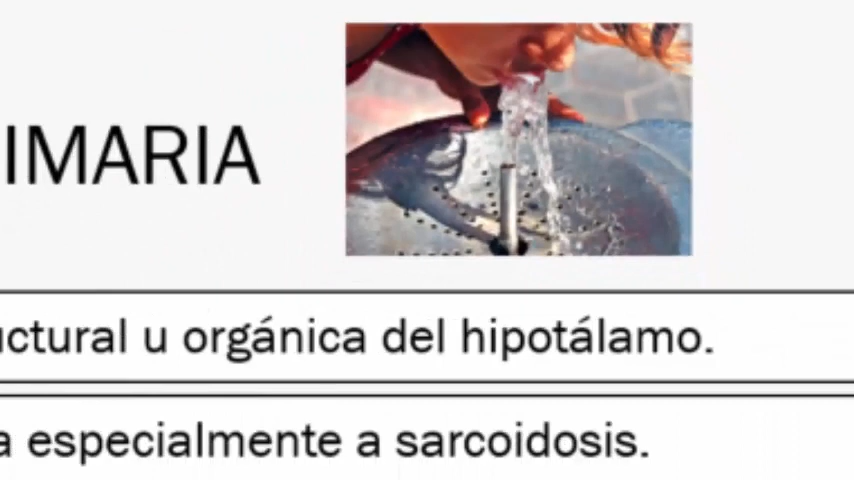 IMARIA
uctural u orgánica del hipotálamo.
a especialmente a sarcoidosis.